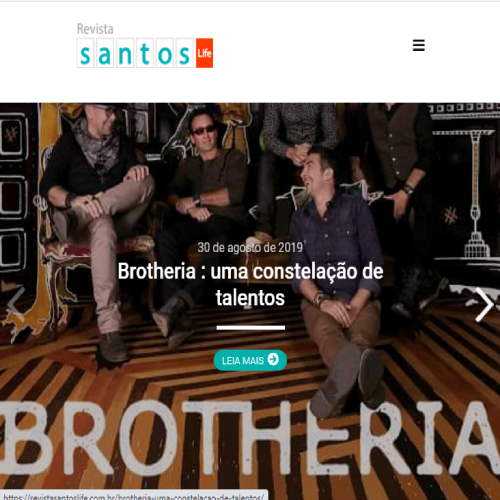 Revista
santos Life
30 de agosto de 2019
Brotheria : uma constelação de
talentos
LEIA MAIS
BROTHERIA
https://revistasantoslife.com.br/brotheria-uma-constelacao-de-talentos/